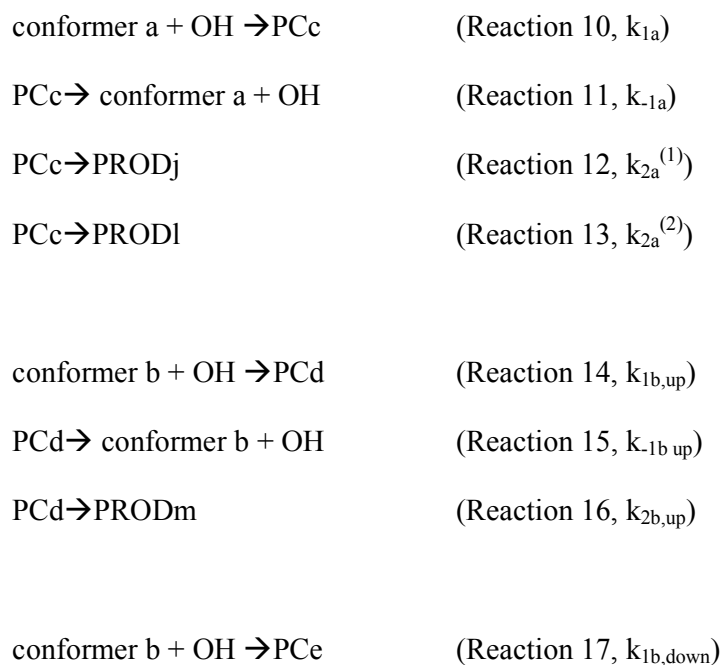 conformer a + OH →PCc (Reaction 10, k₁ₐ)
PCc→ conformer a + OH (Reaction 11, k₋₁ₐ)
PCc→PRODj (Reaction 12, k₂ₐ⁽¹⁾)
PCc→PRODl (Reaction 13, k₂ₐ⁽²⁾)
conformer b + OH →PCd (Reaction 14, k1b,up)
PCd→ conformer b + OH (Reaction 15, k-1b up)
PCd→PRODm (Reaction 16, k2b,up)
conformer b + OH →PCe (Reaction 17, k1b,down)